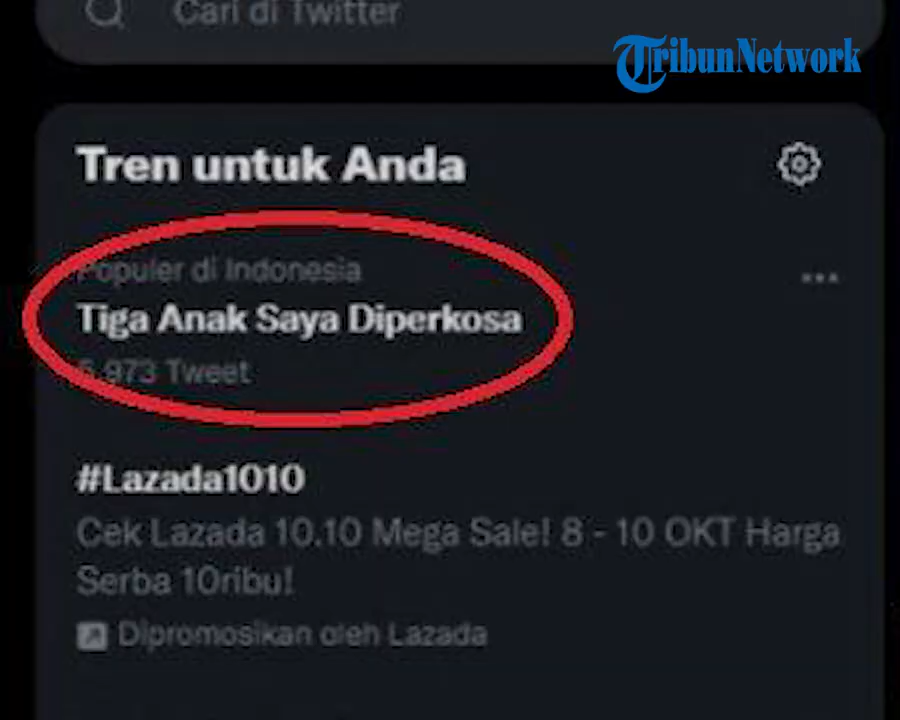 Cari di Twitter
TribunNetwork
Tren untuk Anda
Populer di Indonesia
Tiga Anak Saya Diperkosa
5.973 Tweet
#Lazada1010
Cek Lazada 10.10 Mega Sale! 8 - 10 OKT Harga
Serba 10ribu!
Dipromosikan oleh Lazada